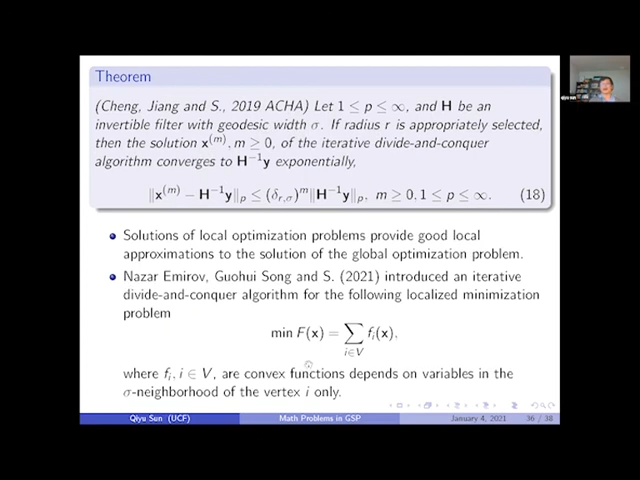 Theorem
(Cheng, Jiang and S., 2019 ACHA) Let 1 ≤ p ≤ ∞, and H be an
invertible filter with geodesic width σ. If radius r is appropriately selected,
then the solution x^(m), m ≥ 0, of the iterative divide-and-conquer
algorithm converges to H⁻¹y exponentially,
‖x^(m) − H⁻¹y‖_p ≤ (δ_{r,σ})^m ‖H⁻¹y‖_p, m ≥ 0, 1 ≤ p ≤ ∞. (18)
Solutions of local optimization problems provide good local
approximations to the solution of the global optimization problem.
Nazar Emirov, Guohui Song and S. (2021) introduced an iterative
divide-and-conquer algorithm for the following localized minimization
problem
min F(x) = ∑_{i∈V} f_i(x),
where f_i, i ∈ V, are convex functions depends on variables in the
σ-neighborhood of the vertex i only.
Qiyu Sun (UCF) Math Problems in GSP January 4, 2021 36 / 38
qiyu sun